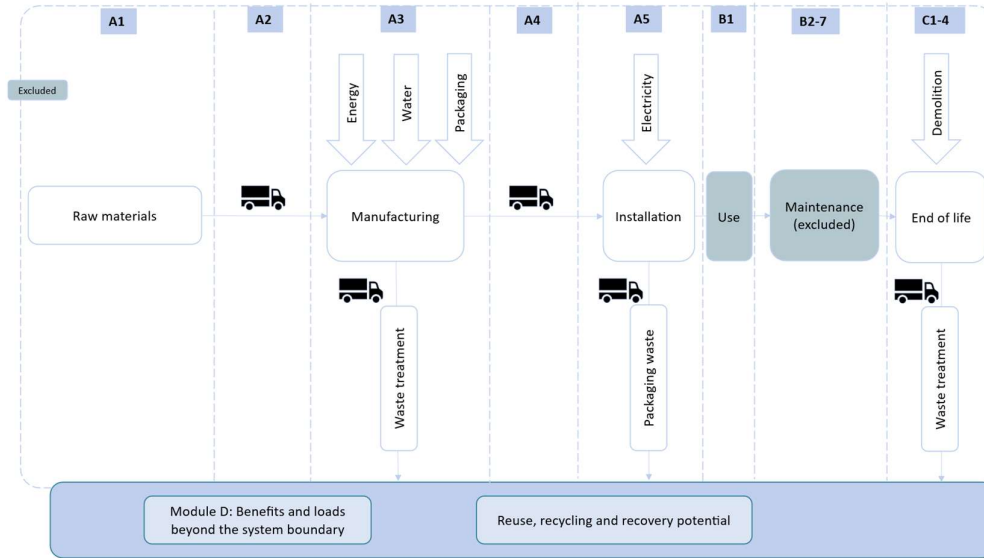 A1
A2
A3
A4
A5
B1
B2-7
C1-4
Excluded
Energy
Water
Packaging
Electricity
Demolition
Raw materials
Manufacturing
Installation
Use
Maintenance
(excluded)
End of life
Waste treatment
Packaging waste
Waste treatment
Module D: Benefits and loads
beyond the system boundary
Reuse, recycling and recovery potential